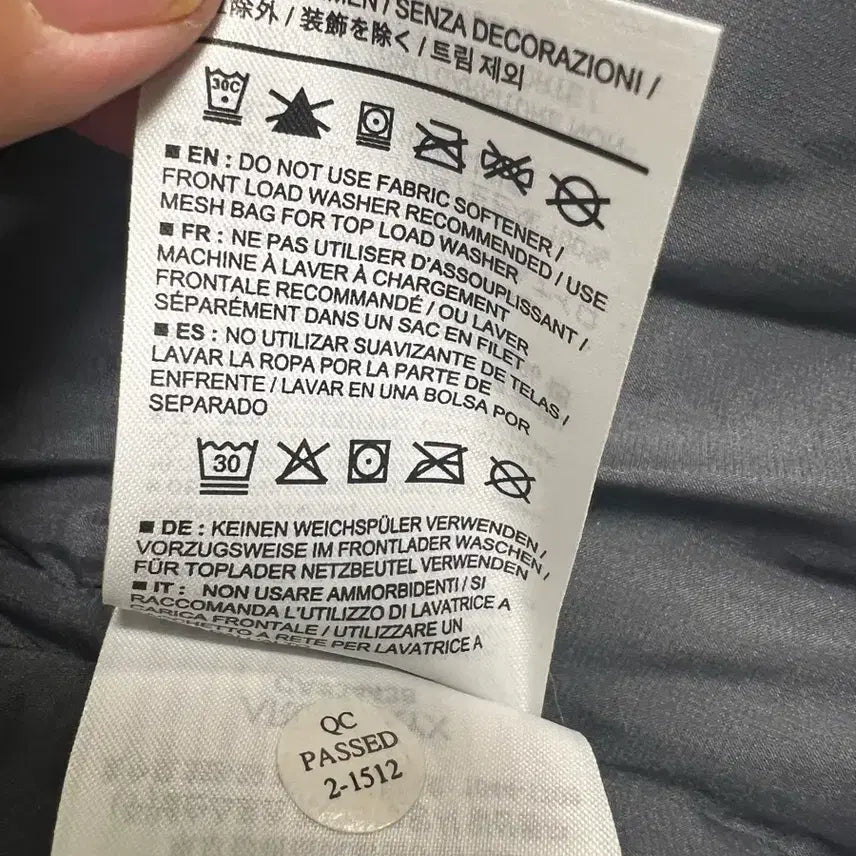 MEN / SENZA DECORAZIONI /
除外 / 装飾を除く / 트림 제외
30C
■ EN : DO NOT USE FABRIC SOFTENER /
FRONT LOAD WASHER RECOMMENDED / USE
MESH BAG FOR TOP LOAD WASHER
■ FR : NE PAS UTILISER D'ASSOUPLISSANT /
MACHINE À LAVER À CHARGEMENT
FRONTALE RECOMMANDÉ / OU LAVER
SÉPARÉMENT DANS UN SAC EN FILET
■ ES : NO UTILIZAR SUAVIZANTE DE TELAS /
LAVAR LA ROPA POR LA PARTE DE
ENFRENTE / LAVAR EN UNA BOLSA POR
SEPARADO
30
■ DE : KEINEN WEICHSPÜLER VERWENDEN /
VORZUGSWEISE IM FRONTLADER WASCHEN /
FÜR TOPLADER NETZBEUTEL VERWENDEN
■ IT : NON USARE AMMORBIDENTI / SI
RACCOMANDA L'UTILIZZO DI LAVATRICE A
CARICA FRONTALE / UTILIZZARE UN
A RETE PER LAVATRICE A
QC
PASSED
2-1512